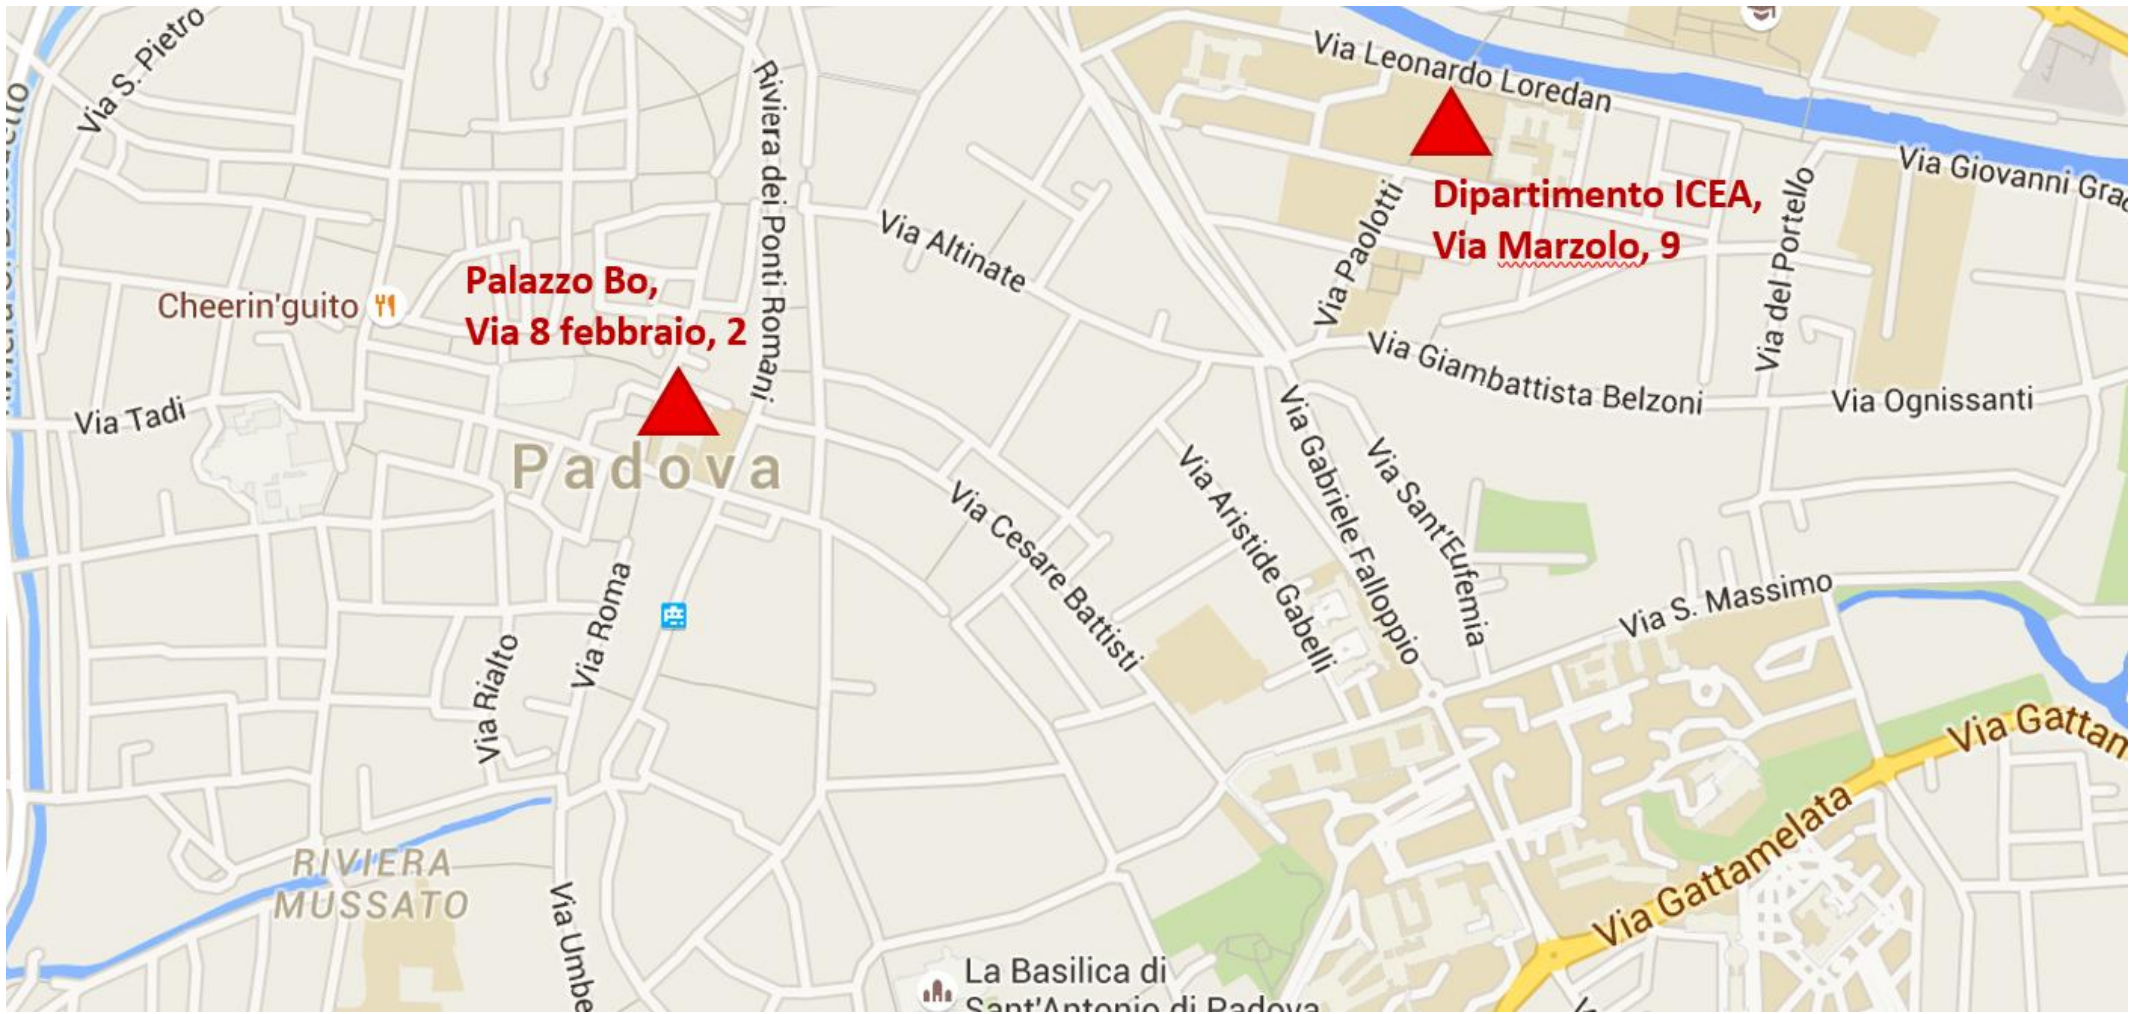 Via S. Pietro
Riviera dei Ponti Romani
Via Leonardo Loredan
Via Giovanni Grad
Via Altinate
Via Paolotti
Dipartimento ICEA,
Via Marzolo, 9
Via del Portello
Cheerin'guito
Palazzo Bo,
Via 8 febbraio, 2
Via Giambattista Belzoni
Via Ognissanti
Via Tadi
Padova
Via Gabriele Falloppio
Via Sant'Eufemia
Via Aristide Gabelli
Via Cesare Battisti
Via Roma
Via Rialto
Via S. Massimo
Via Gattam
Via Gattamelata
RIVIERA
MUSSATO
Via Umbe
La Basilica di
Sant'Antonio di Padova